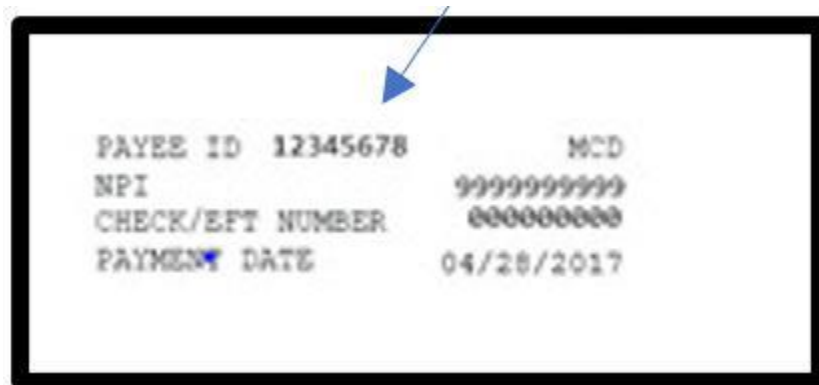 PAYEE ID 12345678 MCD
NPI 9999999999
CHECK/EFT NUMBER 000000000
PAYMENT DATE 04/28/2017